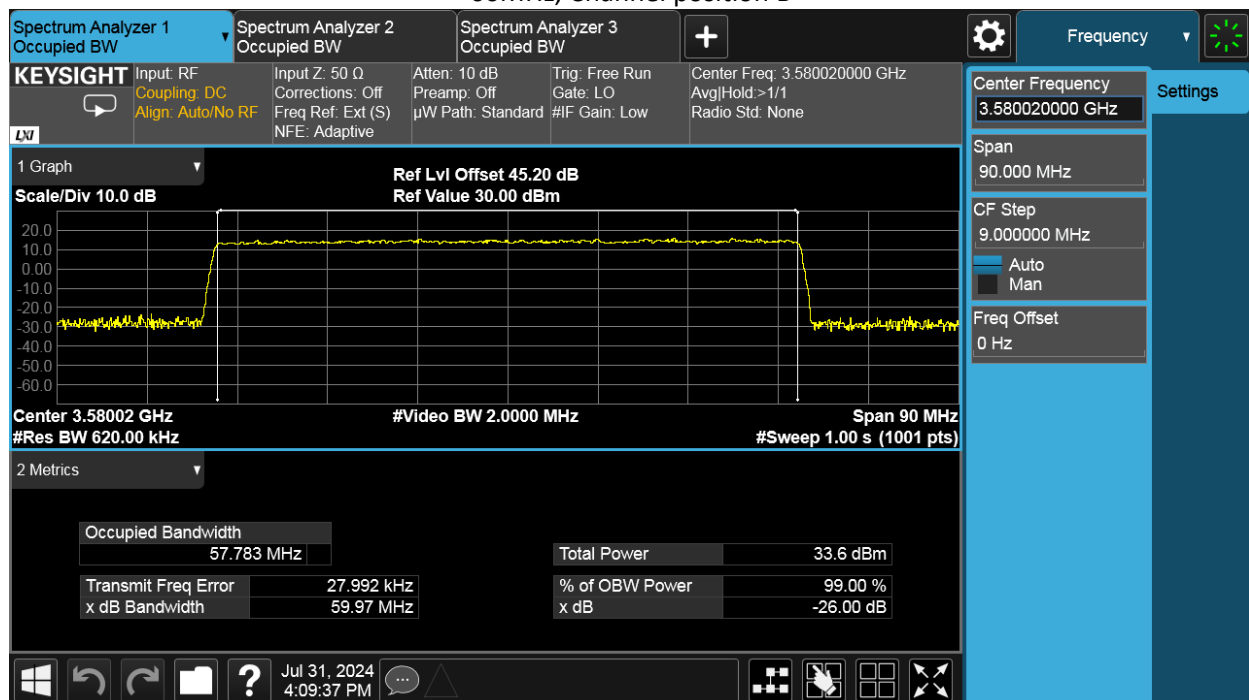 Spectrum Analyzer 1
Occupied BW
Spectrum Analyzer 2
Occupied BW
Spectrum Analyzer 3
Occupied BW
Frequency
KEYSIGHT
LXI
Input: RF
Coupling: DC
Align: Auto/No RF
Input Z: 50 Ω
Corrections: Off
Freq Ref: Ext (S)
NFE: Adaptive
Atten: 10 dB
Preamp: Off
µW Path: Standard
Trig: Free Run
Gate: LO
#IF Gain: Low
Center Freq: 3.580020000 GHz
Avg|Hold:>1/1
Radio Std: None
Center Frequency
3.580020000 GHz
Settings
Span
90.000 MHz
CF Step
9.000000 MHz
Auto
Man
Freq Offset
0 Hz
1 Graph
Scale/Div 10.0 dB
Ref Lvl Offset 45.20 dB
Ref Value 30.00 dBm
20.0
10.0
0.00
-10.0
-20.0
-30.0
-40.0
-50.0
-60.0
Center 3.58002 GHz
#Video BW 2.0000 MHz
Span 90 MHz
#Res BW 620.00 kHz
#Sweep 1.00 s (1001 pts)
2 Metrics
Occupied Bandwidth
57.783 MHz
Total Power 33.6 dBm
Transmit Freq Error 27.992 kHz
% of OBW Power 99.00 %
x dB Bandwidth 59.97 MHz
x dB -26.00 dB
?
Jul 31, 2024
4:09:37 PM